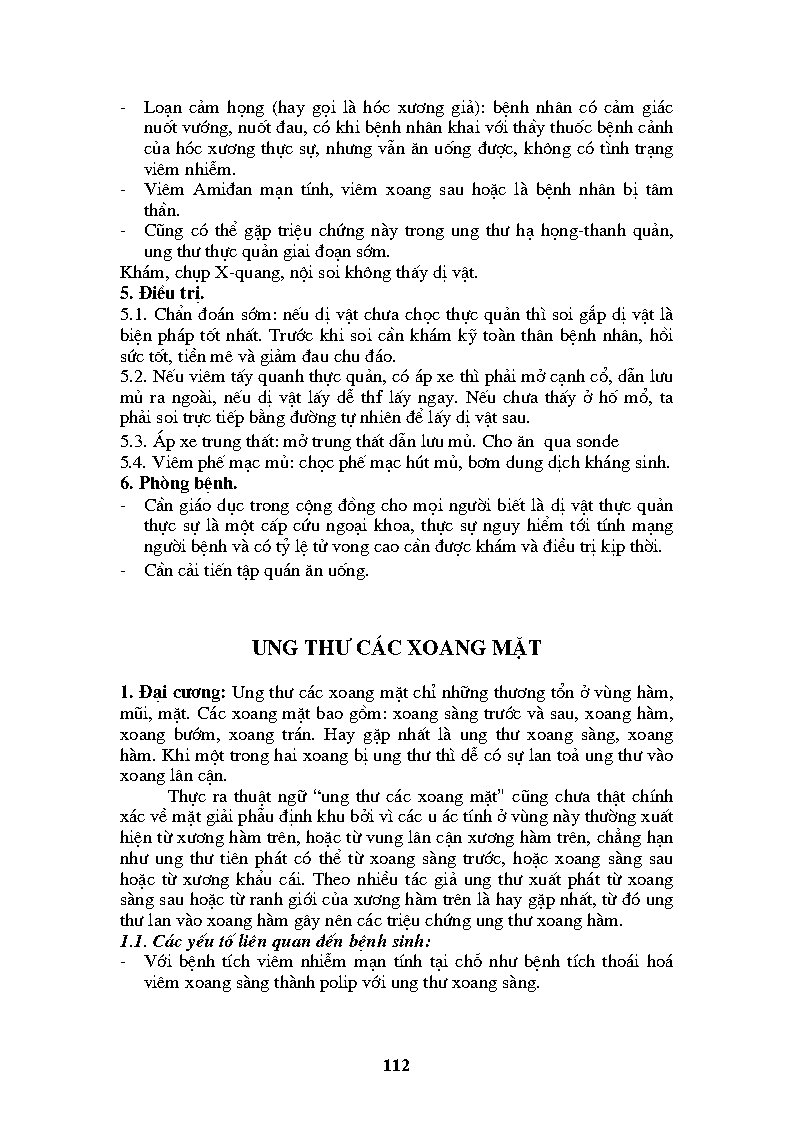 - Loạn cảm họng (hay gọi là hóc xương giả): bệnh nhân có cảm giác
nuốt vướng, nuốt đau, có khi bệnh nhân khai với thầy thuốc bệnh cảnh
của hóc xương thực sự, nhưng vẫn ăn uống được, không có tình trạng
viêm nhiễm.
- Viêm Amiđan mạn tính, viêm xoang sau hoặc là bệnh nhân bị tâm
thần.
- Cũng có thể gặp triệu chứng này trong ung thư hạ họng-thanh quản,
ung thư thực quản giai đoạn sớm.
Khám, chụp X-quang, nội soi không thấy dị vật.
5. Điều trị.
5.1. Chẩn đoán sớm: nếu dị vật chưa chọc thực quản thì soi gắp dị vật là
biện pháp tốt nhất. Trước khi soi cần khám kỹ toàn thân bệnh nhân, hồi
sức tốt, tiền mê và giảm đau chu đáo.
5.2. Nếu viêm tấy quanh thực quản, có áp xe thì phải mở cạnh cổ, dẫn lưu
mủ ra ngoài, nếu dị vật lấy dễ thf lấy ngay. Nếu chưa thấy ở hố mổ, ta
phải soi trực tiếp bằng đường tự nhiên để lấy dị vật sau.
5.3. Áp xe trung thất: mở trung thất dẫn lưu mủ. Cho ăn  qua sonde
5.4. Viêm phế mạc mủ: chọc phế mạc hút mủ, bơm dung dịch kháng sinh.
6. Phòng bệnh.
- Cần giáo dục trong cộng đồng cho mọi người biết là dị vật thực quản
thực sự là một cấp cứu ngoại khoa, thực sự nguy hiểm tới tính mạng
người bệnh và có tỷ lệ tử vong cao cần được khám và điều trị kịp thời.
- Cần cải tiến tập quán ăn uống.
UNG THƯ CÁC XOANG MẶT
1. Đại cương: Ung thư các xoang mặt chỉ những thương tổn ở vùng hàm,
mũi, mặt. Các xoang mặt bao gồm: xoang sàng trước và sau, xoang hàm,
xoang bướm, xoang trán. Hay gặp nhất là ung thư xoang sàng, xoang
hàm. Khi một trong hai xoang bị ung thư thì dễ có sự lan toả ung thư vào
xoang lân cận.
Thực ra thuật ngữ “ung thư các xoang mặt” cũng chưa thật chính
xác về mặt giải phẫu định khu bởi vì các u ác tính ở vùng này thường xuất
hiện từ xương hàm trên, hoặc từ vung lân cận xương hàm trên, chẳng hạn
như ung thư tiên phát có thể từ xoang sàng trước, hoặc xoang sàng sau
hoặc từ xương khẩu cái. Theo nhiều tác giả ung thư xuất phát từ xoang
sàng sau hoặc từ ranh giới của xương hàm trên là hay gặp nhất, từ đó ung
thư lan vào xoang hàm gây nên các triệu chứng ung thư xoang hàm.
1.1. Các yếu tố liên quan đến bệnh sinh:
- Với bệnh tích viêm nhiễm mạn tính tại chỗ như bệnh tích thoái hoá
viêm xoang sàng thành polip với ung thư xoang sàng.
112